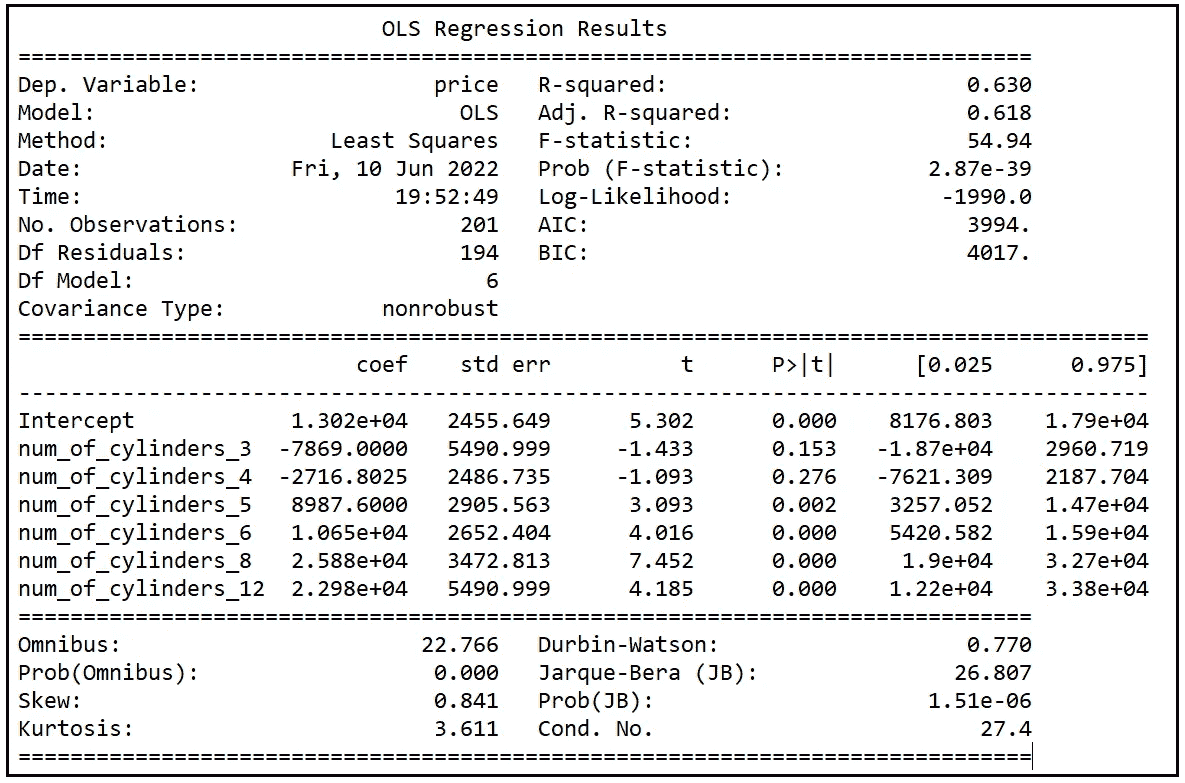 OLS Regression Results
==============================================================================
Dep. Variable:                  price   R-squared:                       0.630
Model:                            OLS   Adj. R-squared:                  0.618
Method:                 Least Squares   F-statistic:                     54.94
Date:                Fri, 10 Jun 2022   Prob (F-statistic):           2.87e-39
Time:                        19:52:49   Log-Likelihood:                -1990.0
No. Observations:                 201   AIC:                             3994.
Df Residuals:                     194   BIC:                             4017.
Df Model:                           6
Covariance Type:            nonrobust
=======================================================================================
                          coef    std err          t      P>|t|      [0.025      0.975]
---------------------------------------------------------------------------------------
Intercept            1.302e+04   2455.649      5.302      0.000    8176.803    1.79e+04
num_of_cylinders_3  -7869.0000   5490.999     -1.433      0.153   -1.87e+04    2960.719
num_of_cylinders_4  -2716.8025   2486.735     -1.093      0.276   -7621.309    2187.704
num_of_cylinders_5   8987.6000   2905.563      3.093      0.002    3257.052    1.47e+04
num_of_cylinders_6   1.065e+04   2652.404      4.016      0.000    5420.582    1.59e+04
num_of_cylinders_8   2.588e+04   3472.813      7.452      0.000     1.9e+04    3.27e+04
num_of_cylinders_12  2.298e+04   5490.999      4.185      0.000    1.22e+04    3.38e+04
==============================================================================
Omnibus:                       22.766   Durbin-Watson:                   0.770
Prob(Omnibus):                  0.000   Jarque-Bera (JB):               26.807
Skew:                           0.841   Prob(JB):                     1.51e-06
Kurtosis:                       3.611   Cond. No.                         27.4
==============================================================================